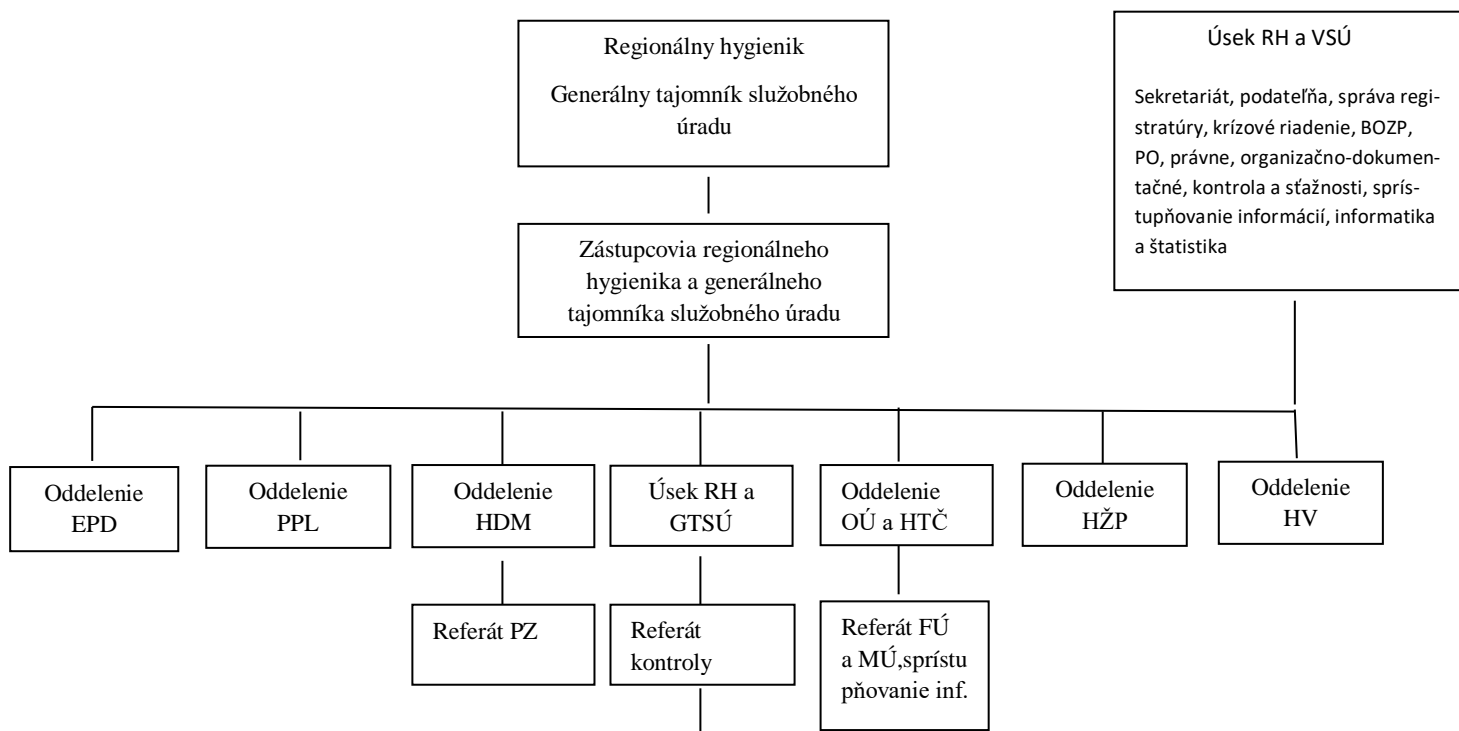 Regionálny hygienik
Generálny tajomník služobného
úradu
Úsek RH a VSÚ
Sekretariát, podateľňa, správa regi-
stratúry, krízové riadenie, BOZP,
PO, právne, organizačno-dokumen-
tačné, kontrola a sťažnosti, sprís-
tupňovanie informácií, informatika
a štatistika
Zástupcovia regionálneho
hygienika a generálneho
tajomníka služobného úradu
Oddelenie
EPD
Oddelenie
PPL
Oddelenie
HDM
Úsek RH a
GTSÚ
Oddelenie
OÚ a HTČ
Oddelenie
HŽP
Oddelenie
HV
Referát PZ
Referát
kontroly
Referát FÚ
a MÚ,sprístu
pňovanie inf.